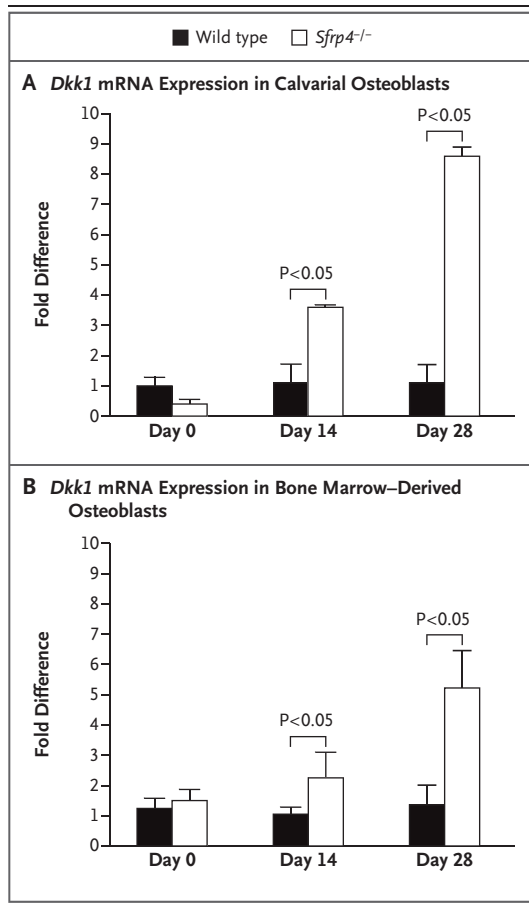 Wild type Sfrp4–/–
A Dkk1 mRNA Expression in Calvarial Osteoblasts
10
9
8
7
6
5
4
3
2
1
0
Fold Difference
P<0.05
P<0.05
Day 0 Day 14 Day 28
B Dkk1 mRNA Expression in Bone Marrow–Derived
Osteoblasts
10
9
8
7
6
5
4
3
2
1
0
Fold Difference
P<0.05
P<0.05
Day 0 Day 14 Day 28